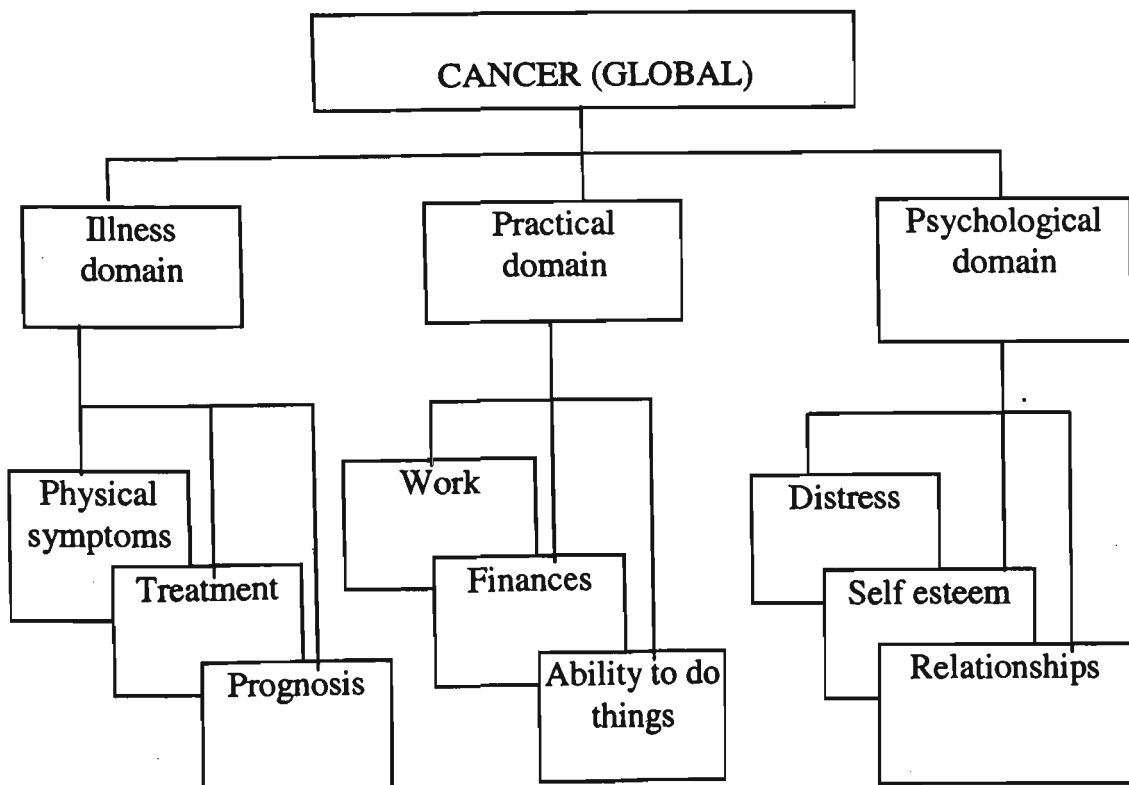 CANCER (GLOBAL)
Illness
domain
Practical
domain
Psychological
domain
Physical
symptoms
Treatment
Prognosis
Work
Finances
Ability to do
things
Distress
Self esteem
Relationships